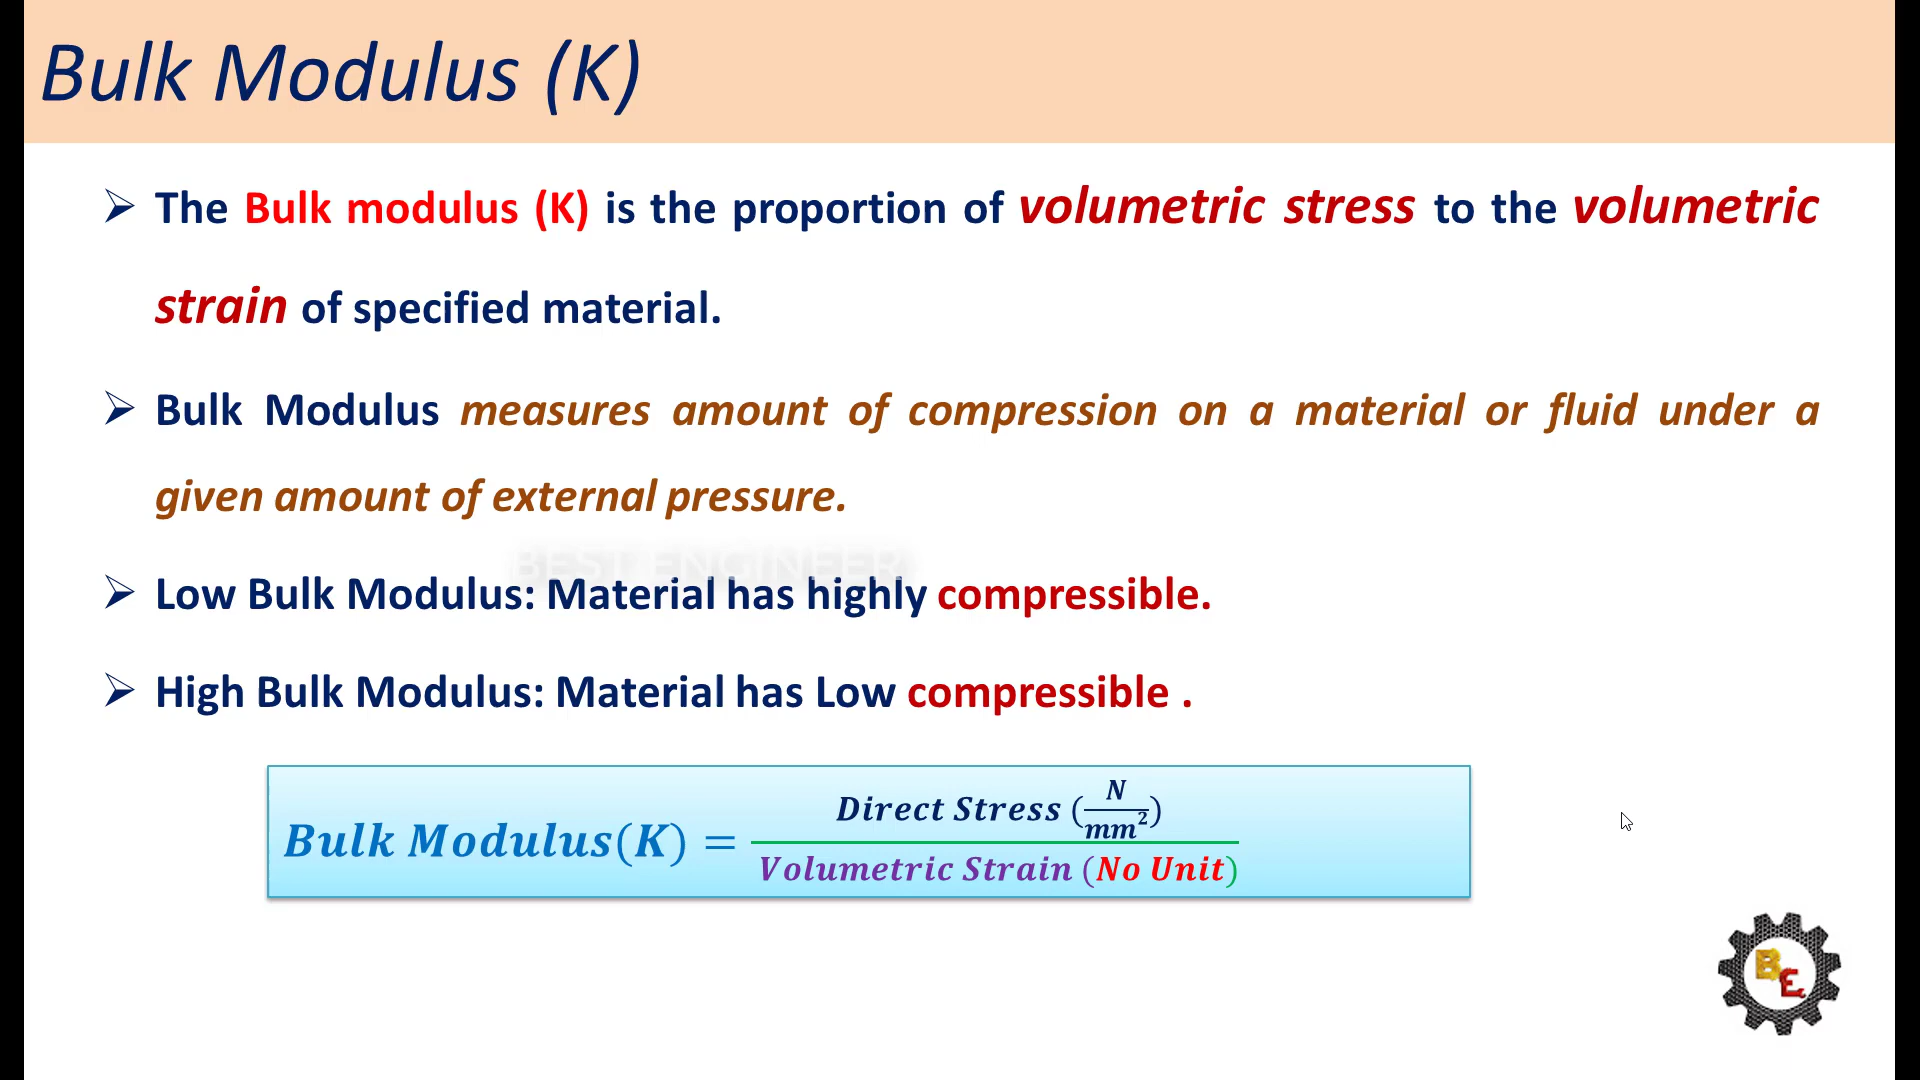 Bulk Modulus (K)
➢ The Bulk modulus (K) is the proportion of volumetric stress to the volumetric
strain of specified material.
➢ Bulk Modulus measures amount of compression on a material or fluid under a
given amount of external pressure.
BEST ENGINEER
➢ Low Bulk Modulus: Material has highly compressible.
➢ High Bulk Modulus: Material has Low compressible .
Bulk Modulus(K) = Direct Stress (N/mm²) / Volumetric Strain (No Unit)
BE